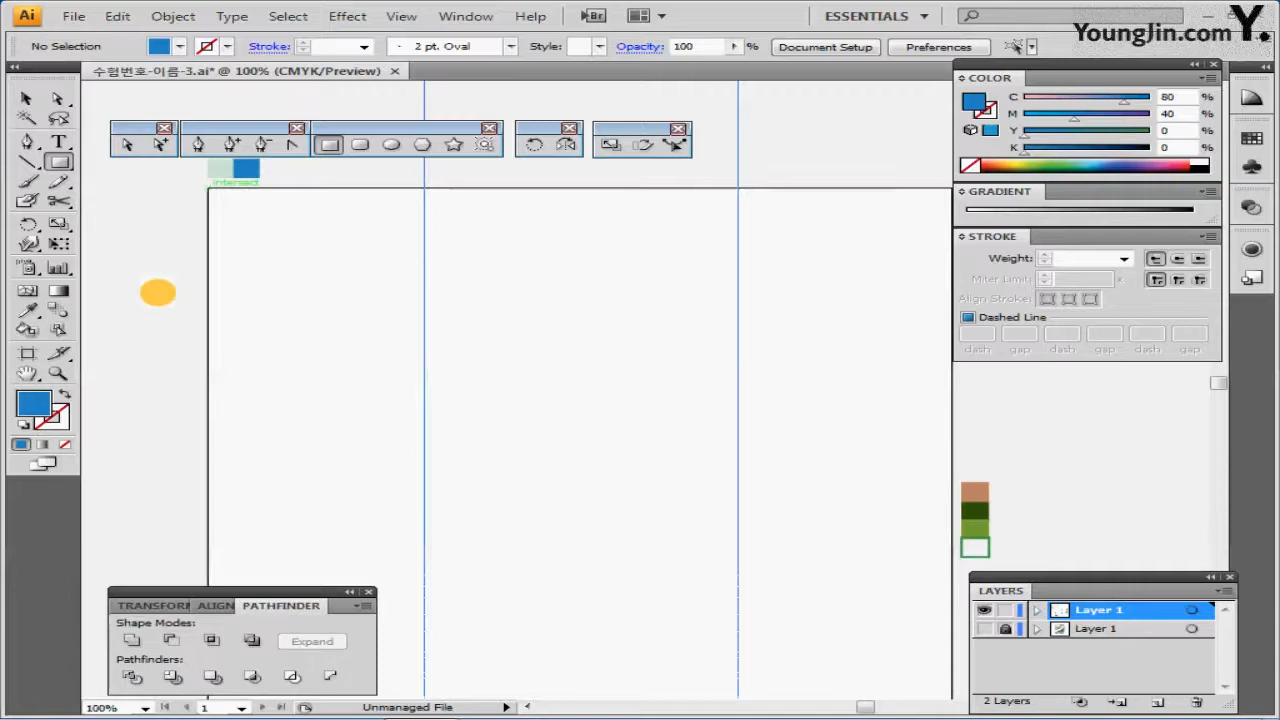 Ai File Edit Object Type Select Effect View Window Help Br ESSENTIALS
YoungJin.com Y.
No Selection Stroke: 2 pt. Oval Style: Opacity: 100 % Document Setup Preferences
수험번호-이름-3.ai* @ 100% (CMYK/Preview)
COLOR
C 80 %
M 40 %
Y 0 %
K 0 %
intersect
GRADIENT
STROKE
Weight:
Miter Limit: x
Align Stroke:
Dashed Line
dash gap dash gap dash gap
TRANSFORM ALIGN PATHFINDER
Shape Modes:
Expand
Pathfinders:
LAYERS
Layer 1
Layer 1
2 Layers
100% 1 Unmanaged File